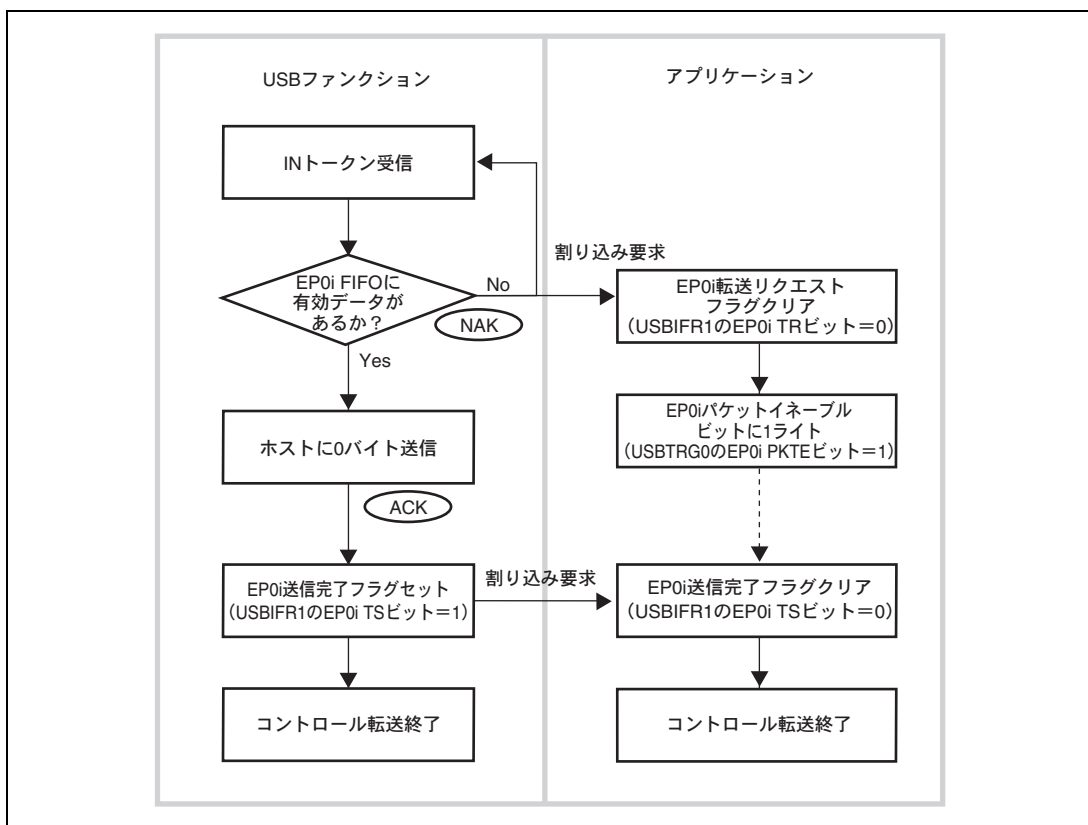 USBファンクション
アプリケーション
INトークン受信
割り込み要求
EP0i FIFOに
有効データが
あるか？
No
NAK
Yes
EP0i転送リクエスト
フラグクリア
（USBIFR1のEP0i TRビット＝0）
EP0iパケットイネーブル
ビットに1ライト
（USBTRG0のEP0i PKTEビット＝1）
ホストに0バイト送信
ACK
EP0i送信完了フラグセット
（USBIFR1のEP0i TSビット＝1）
割り込み要求
EP0i送信完了フラグクリア
（USBIFR1のEP0i TSビット＝0）
コントロール転送終了
コントロール転送終了